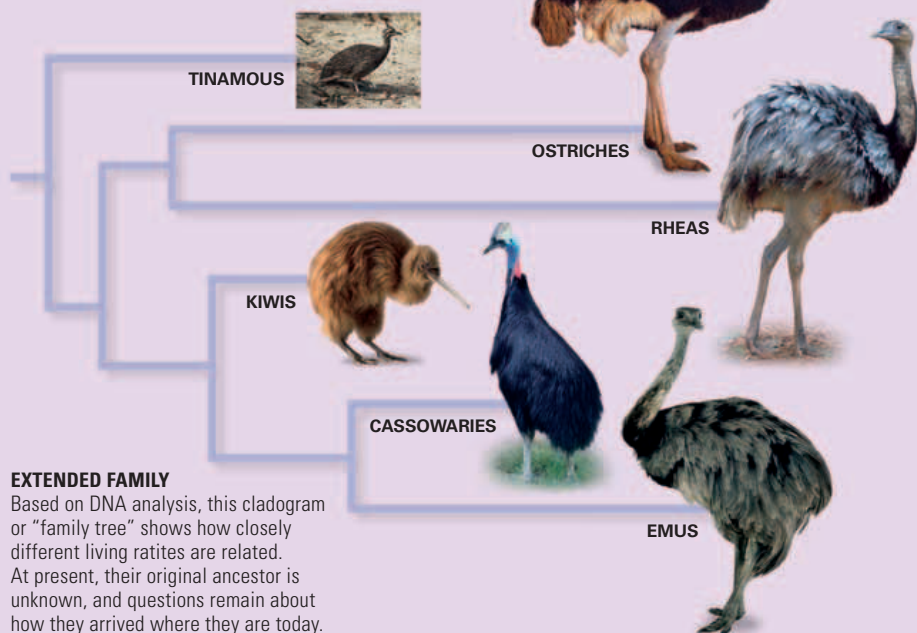 TINAMOUS
OSTRICHES
RHEAS
KIWIS
CASSOWARIES
EMUS
EXTENDED FAMILY
Based on DNA analysis, this cladogram
or “family tree” shows how closely
different living ratites are related.
At present, their original ancestor is
unknown, and questions remain about
how they arrived where they are today.